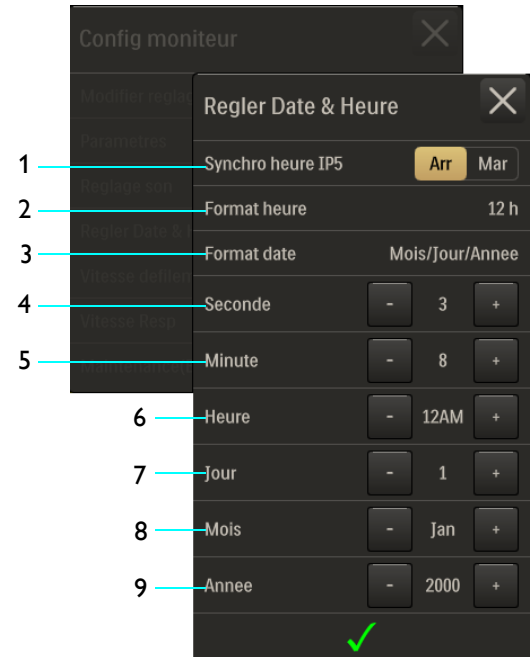 Config moniteur
Modifier reglag
Parametres
Reglage son
Regler Date &
Vitesse defilen
Vitesse Resp
Maintenance(
Regler Date & Heure
1 Synchro heure IP5 Arr Mar
2 Format heure 12 h
3 Format date Mois/Jour/Annee
4 Seconde - 3 +
5 Minute - 8 +
6 Heure - 12AM +
7 Jour - 1 +
8 Mois - Jan +
9 Annee - 2000 +